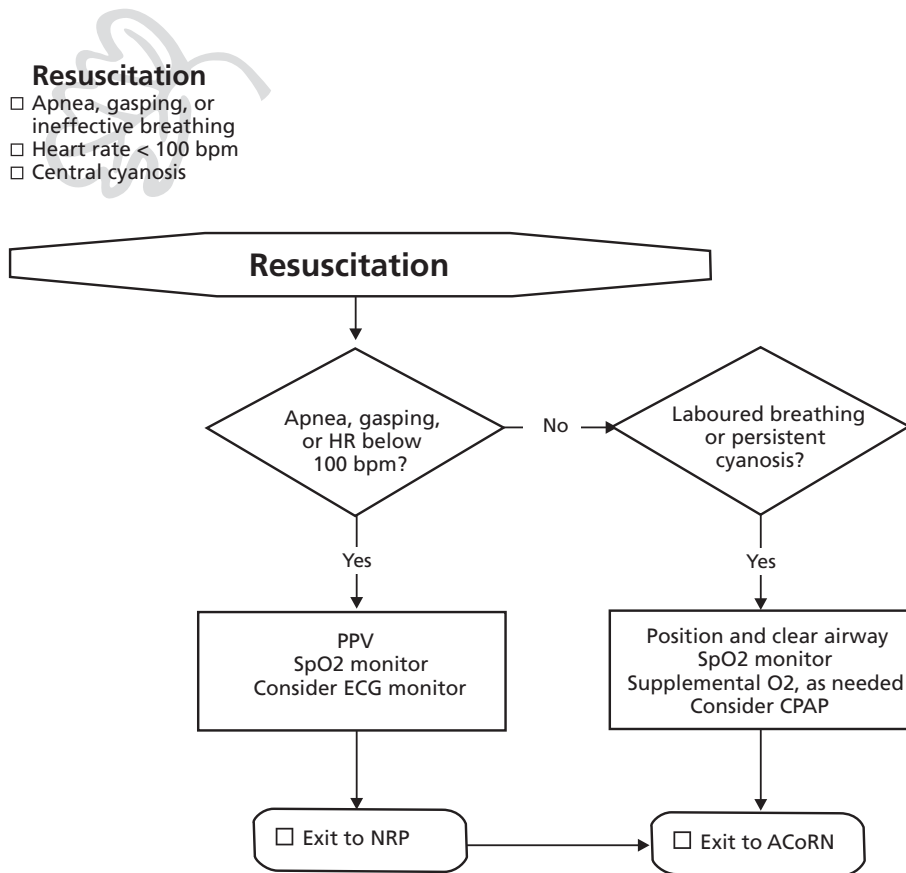 Resuscitation
☐ Apnea, gasping, or
ineffective breathing
☐ Heart rate < 100 bpm
☐ Central cyanosis
Resuscitation
Apnea, gasping,
or HR below
100 bpm?
No
Laboured breathing
or persistent
cyanosis?
Yes
Yes
PPV
SpO2 monitor
Consider ECG monitor
Position and clear airway
SpO2 monitor
Supplemental O2, as needed
Consider CPAP
☐ Exit to NRP
☐ Exit to ACoRN